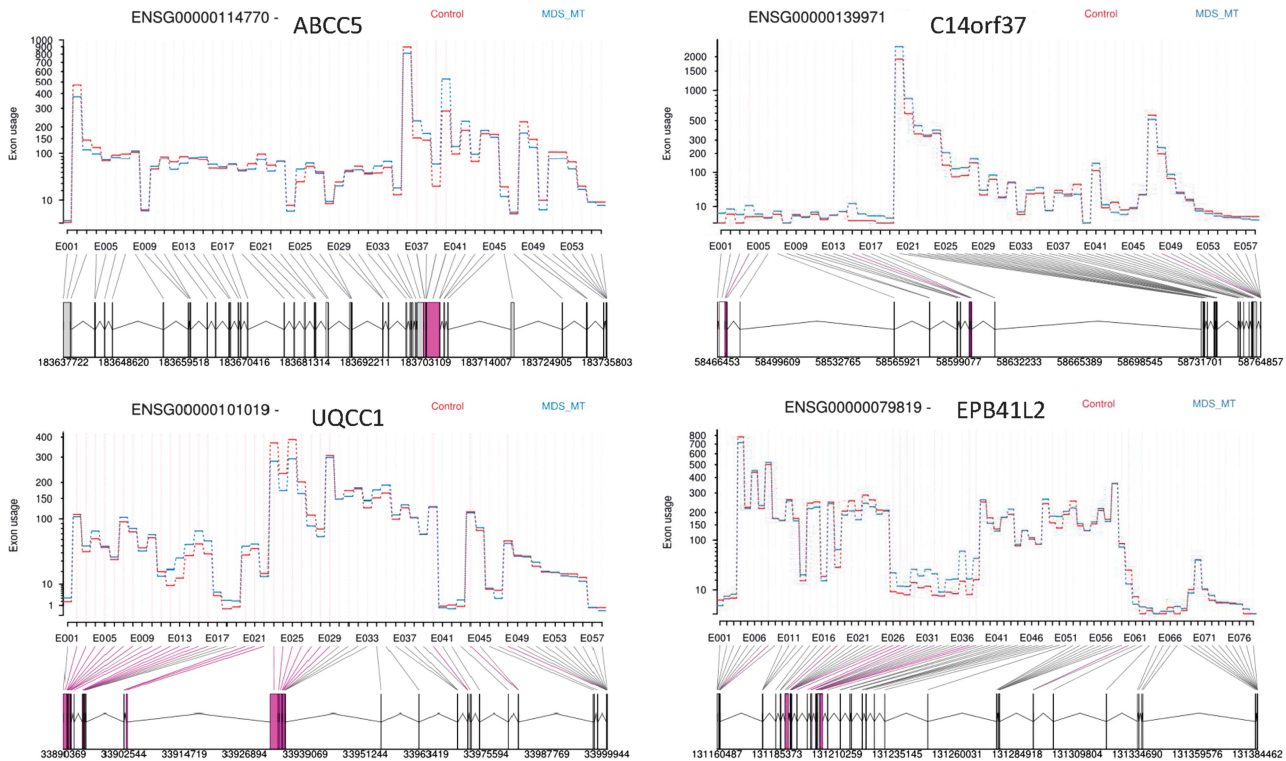 ENSG00000114770 - ABCC5 Control MDS_MT
1000
900
800
700
600
500
400
300
200
150
100
10
Exon usage
E001 E005 E009 E013 E017 E021 E025 E029 E033 E037 E041 E045 E049 E053
183637722 183648620 183659518 183670416 183681314 183692211 183703109 183714007 183724905 183735803
ENSG00000139971 C14orf37 Control MDS_MT
2000
1500
1000
500
300
200
100
10
Exon usage
E001 E005 E009 E013 E017 E021 E025 E029 E033 E037 E041 E045 E049 E053 E057
58466453 58499609 58532765 58565921 58599077 58632233 58665389 58698545 58731701 58764857
ENSG00000101019 - UQCC1 Control MDS_MT
400
300
200
150
100
10
1
Exon usage
E001 E005 E009 E013 E017 E021 E025 E029 E033 E037 E041 E045 E049 E057
33890369 33902544 33914719 33926894 33939069 33951244 33963419 33975594 33987769 33999944
ENSG00000079819 - EPB41L2 Control MDS_MT
800
700
600
500
400
300
200
150
100
10
Exon usage
E001 E006 E011 E016 E021 E026 E031 E036 E041 E046 E051 E056 E061 E066 E071 E076
131160487 131185373 131210259 131235145 131260031 131284918 131309804 131334690 131359576 131384462